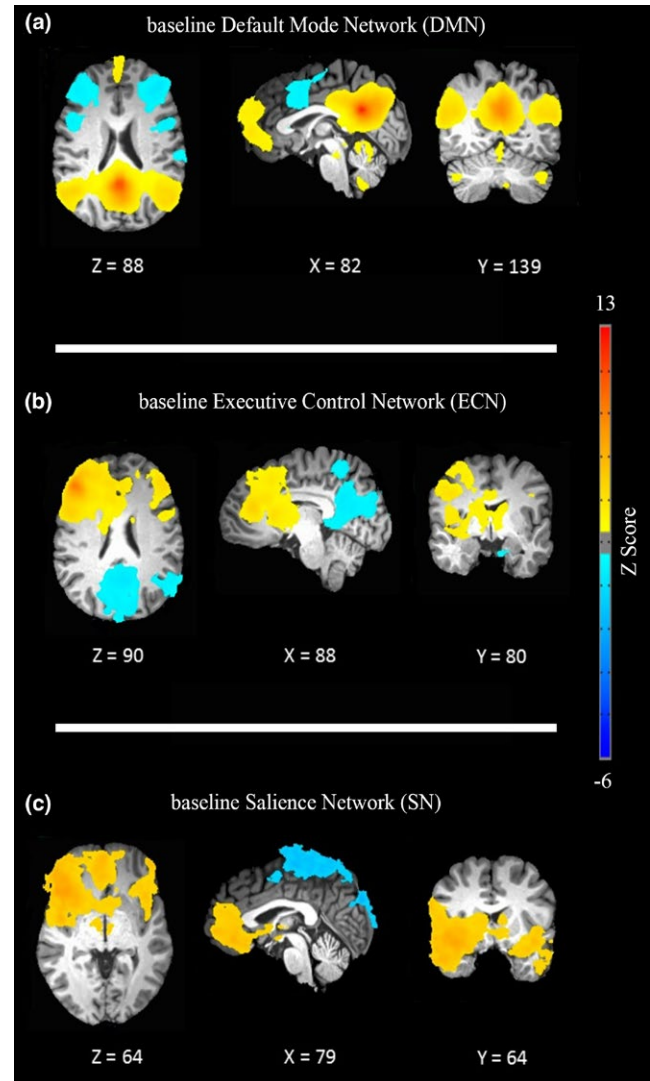 (a)
baseline Default Mode Network (DMN)
Z = 88 X = 82 Y = 139
13
(b)
baseline Executive Control Network (ECN)
Z Score
Z = 90 X = 88 Y = 80
-6
(c)
baseline Salience Network (SN)
Z = 64 X = 79 Y = 64